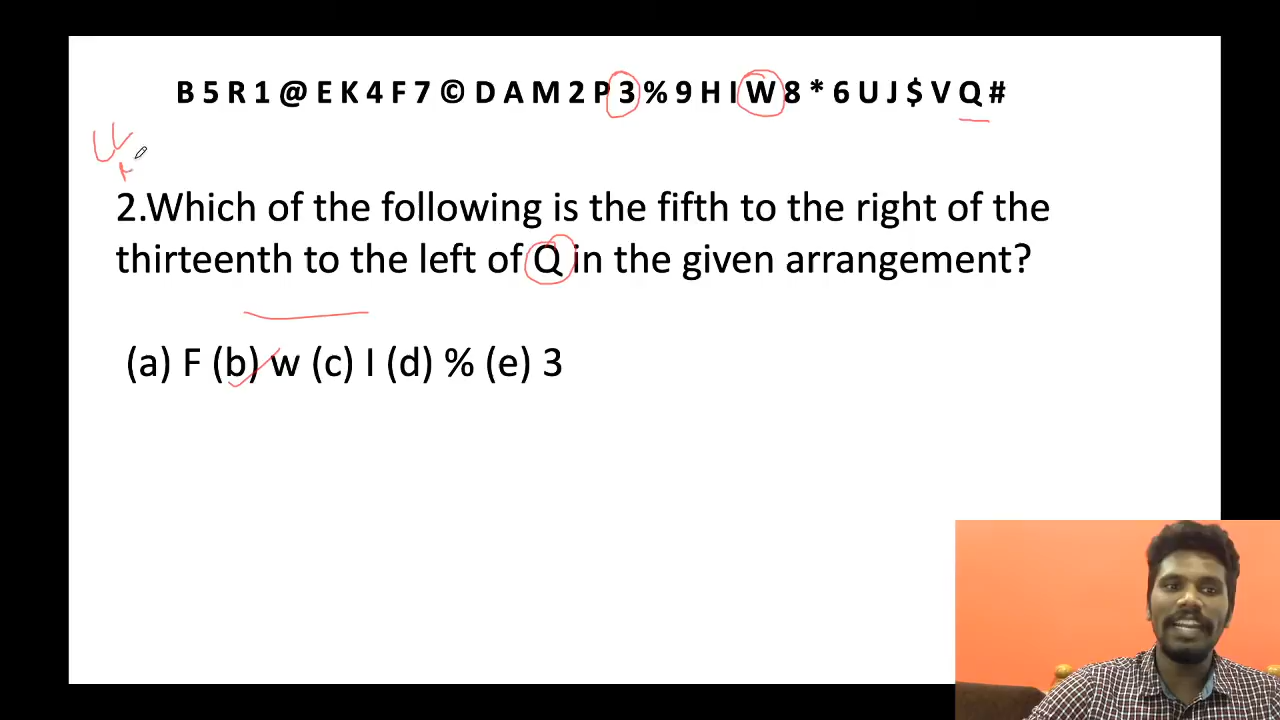 B 5 R 1 @ E K 4 F 7 © D A M 2 P 3 % 9 H I W 8 * 6 U J $ V Q #
2.Which of the following is the fifth to the right of the
thirteenth to the left of Q in the given arrangement?
(a) F (b) w (c) I (d) % (e) 3